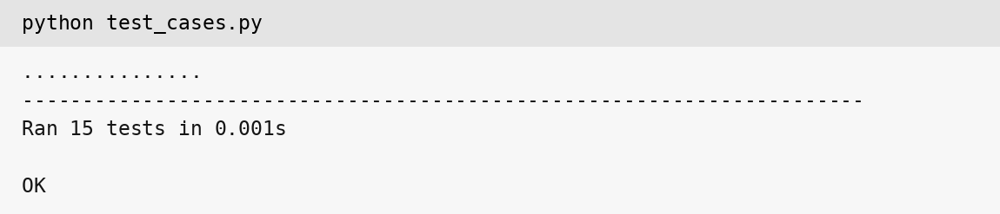 python test_cases.py
...............
----------------------------------------------------------------------
Ran 15 tests in 0.001s
OK